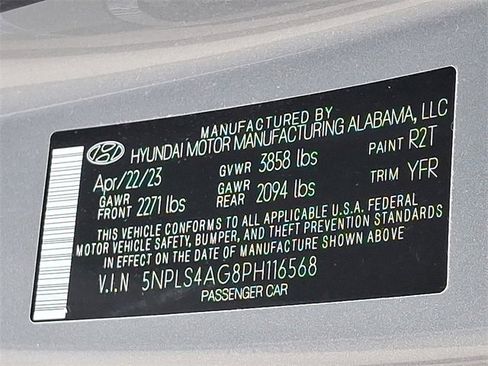 MANUFACTURED BY
HYUNDAI MOTOR MANUFACTURING ALABAMA, LLC
Apr/22/23 GVWR 3858 lbs PAINT R2T
GAWR FRONT 2271 lbs GAWR REAR 2094 lbs TRIM YFR
THIS VEHICLE CONFORMS TO ALL APPLICABLE U.S.A. FEDERAL
MOTOR VEHICLE SAFETY, BUMPER, AND THEFT PREVENTION STANDARDS
IN EFFECT ON THE DATE OF MANUFACTURE SHOWN ABOVE
V.I.N 5NPLS4AG8PH116568
PASSENGER CAR